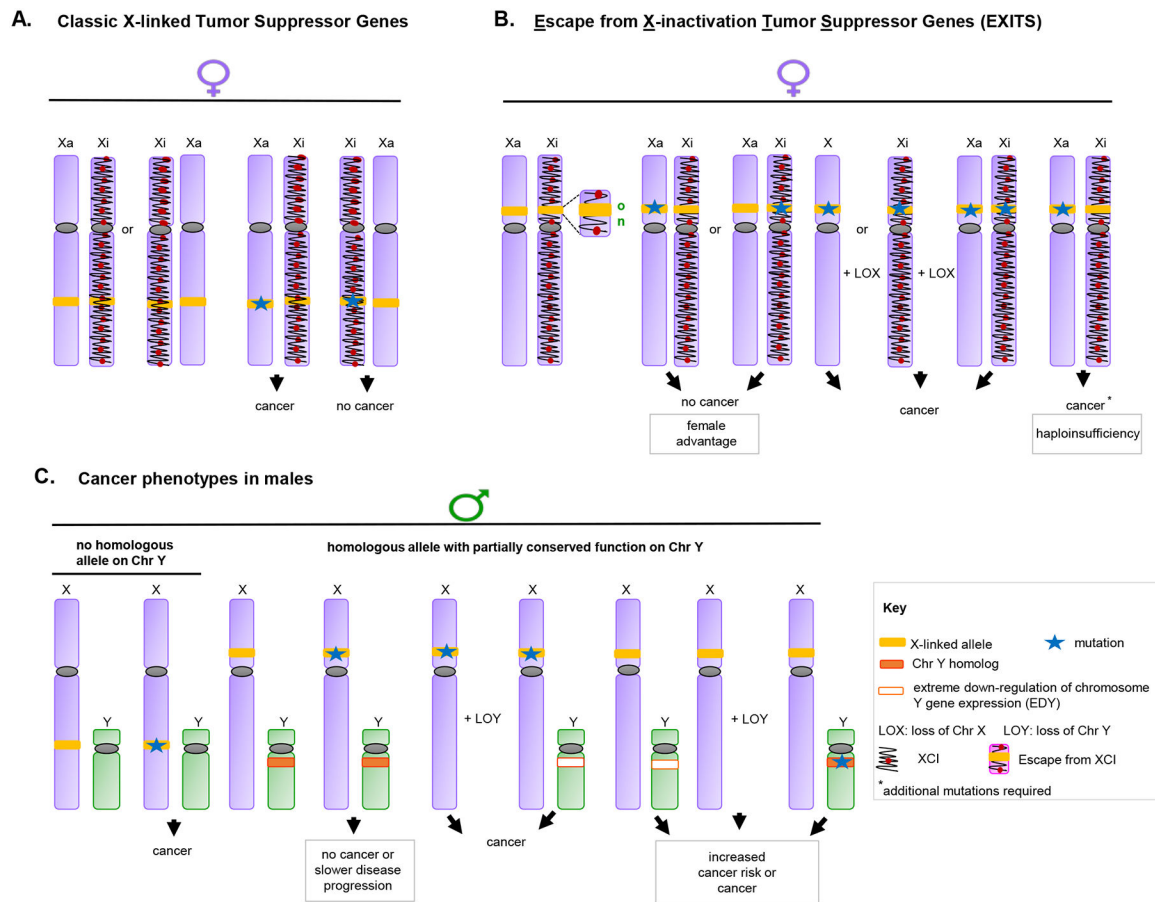 A. Classic X-linked Tumor Suppressor Genes
Xa Xi Xi Xa Xa Xi Xi Xa
or
cancer no cancer
B. Escape from X-inactivation Tumor Suppressor Genes (EXITS)
Xa Xi Xa Xi Xa Xi X Xi Xa Xi Xa Xi
o
n
or or
+ LOX + LOX
no cancer
female
advantage
cancer
cancer *
haploinsufficiency
C. Cancer phenotypes in males
no homologous
allele on Chr Y
homologous allele with partially conserved function on Chr Y
X X X X X X X X X
+ LOY + LOY
Y Y Y Y Y Y Y
cancer
no cancer or
slower disease
progression
cancer
increased
cancer risk or
cancer
Key
X-linked allele mutation
Chr Y homolog
extreme down-regulation of chromosome
Y gene expression (EDY)
LOX: loss of Chr X LOY: loss of Chr Y
XCI Escape from XCI
*additional mutations required